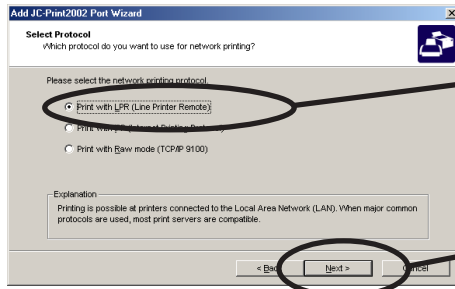 Add JC-Print2002 Port Wizard
Select Protocol
Which protocol do you want to use for network printing?
Please select the network printing protocol.
Print with LPR (Line Printer Remote)
Print with
Print with Raw mode (TCP/IP 9100)
Explanation
Printing is possible at printers connected to the Local Area Network (LAN). When major common
protocols are used, most print servers are compatible.
< Back Next > Cancel